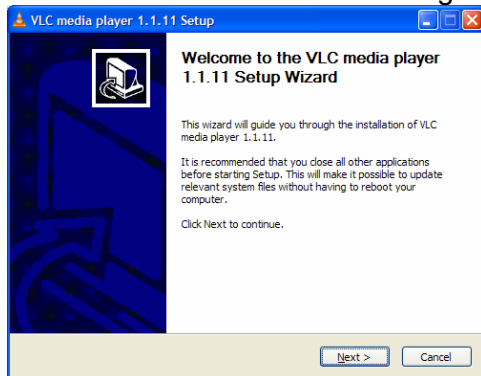 VLC media player 1.1.11 Setup
Welcome to the VLC media player
1.1.11 Setup Wizard
This wizard will guide you through the installation of VLC
media player 1.1.11.
It is recommended that you close all other applications
before starting Setup. This will make it possible to update
relevant system files without having to reboot your
computer.
Click Next to continue.
Next >
Cancel